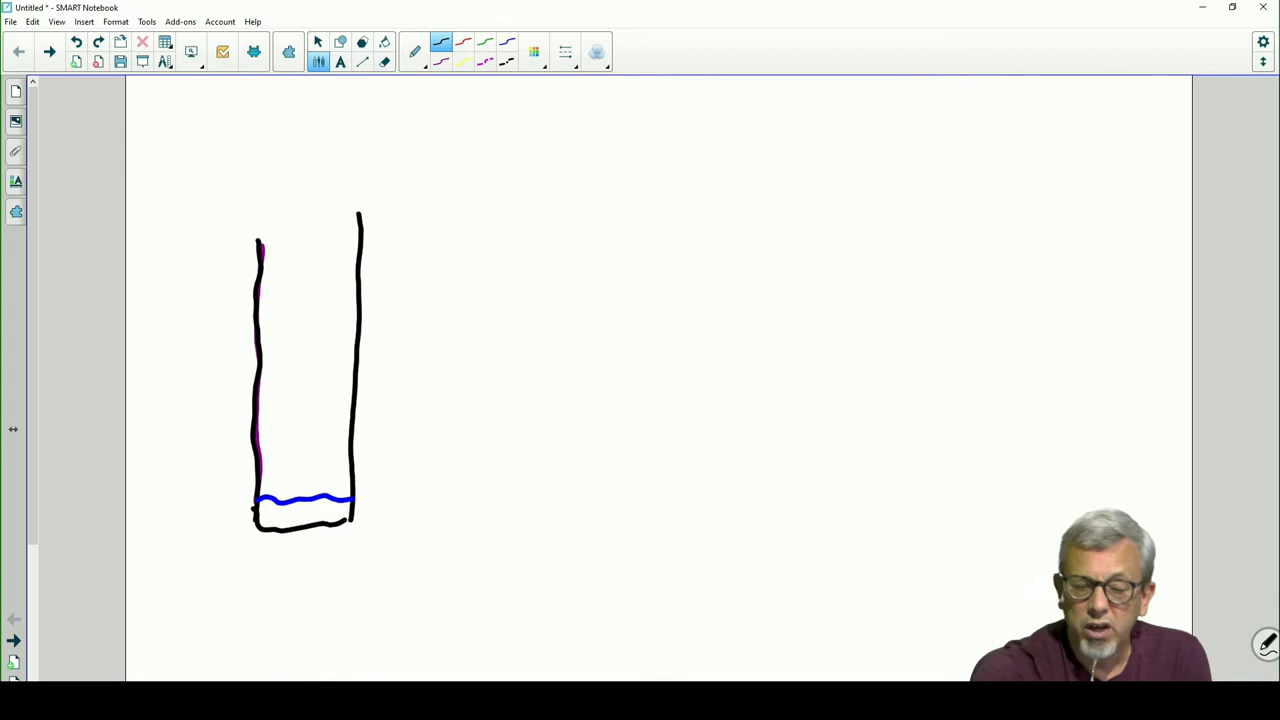 Untitled * - SMART Notebook
File Edit View Insert Format Tools Add-ons Account Help